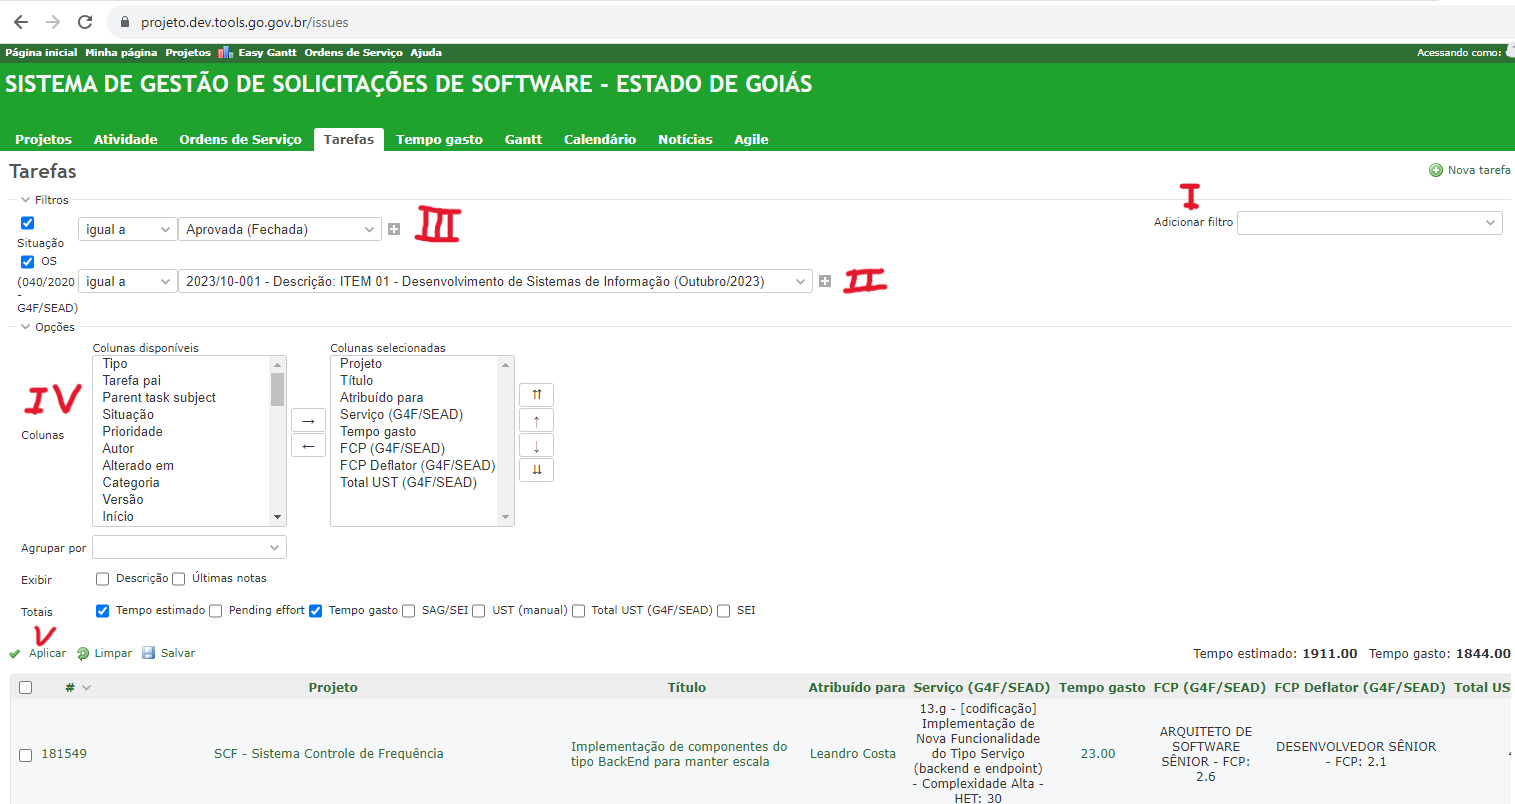 projeto.dev.tools.go.gov.br/issues
Página inicial Minha página Projetos Easy Gantt Ordens de Serviço Ajuda Acessando como:
SISTEMA DE GESTÃO DE SOLICITAÇÕES DE SOFTWARE - ESTADO DE GOIÁS
Projetos Atividade Ordens de Serviço Tarefas Tempo gasto Gantt Calendário Notícias Agile
Tarefas Nova tarefa
Filtros I
Adicionar filtro
Situação igual a Aprovada (Fechada) III
OS
(040/2020
-
G4F/SEAD) igual a 2023/10-001 - Descrição: ITEM 01 - Desenvolvimento de Sistemas de Informação (Outubro/2023) II
Opções
Colunas disponíveis Colunas selecionadas
Tipo Projeto
Tarefa pai Título
Parent task subject Atribuído para
Situação Serviço (G4F/SEAD)
Prioridade Tempo gasto
Autor FCP (G4F/SEAD)
Alterado em FCP Deflator (G4F/SEAD)
Categoria Total UST (G4F/SEAD)
Versão
Início
IV
Colunas
→
←
⇈
↑
↓
⇊
Agrupar por
Exibir Descrição Últimas notas
Totais Tempo estimado Pending effort Tempo gasto SAG/SEI UST (manual) Total UST (G4F/SEAD) SEI
V
Aplicar Limpar Salvar Tempo estimado: 1911.00 Tempo gasto: 1844.00
# Projeto Título Atribuído para Serviço (G4F/SEAD) Tempo gasto FCP (G4F/SEAD) FCP Deflator (G4F/SEAD) Total US
181549 SCF - Sistema Controle de Frequência
Implementação de componentes do
tipo BackEnd para manter escala
Leandro Costa
13.g - [codificação]
Implementação de
Nova Funcionalidade
do Tipo Serviço
(backend e endpoint)
- Complexidade Alta -
HET: 30
23.00
ARQUITETO DE
SOFTWARE
SÊNIOR - FCP:
2.6
DESENVOLVEDOR SÊNIOR
- FCP: 2.1